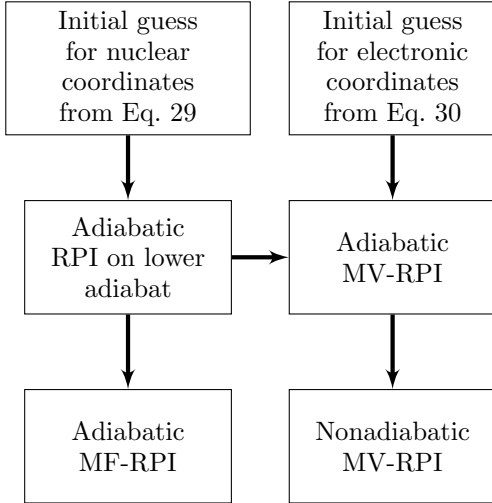 Initial guess
for nuclear
coordinates
from Eq. 29
Initial guess
for electronic
coordinates
from Eq. 30
Adiabatic
RPI on lower
adiabat
Adiabatic
MV-RPI
Adiabatic
MF-RPI
Nonadiabatic
MV-RPI